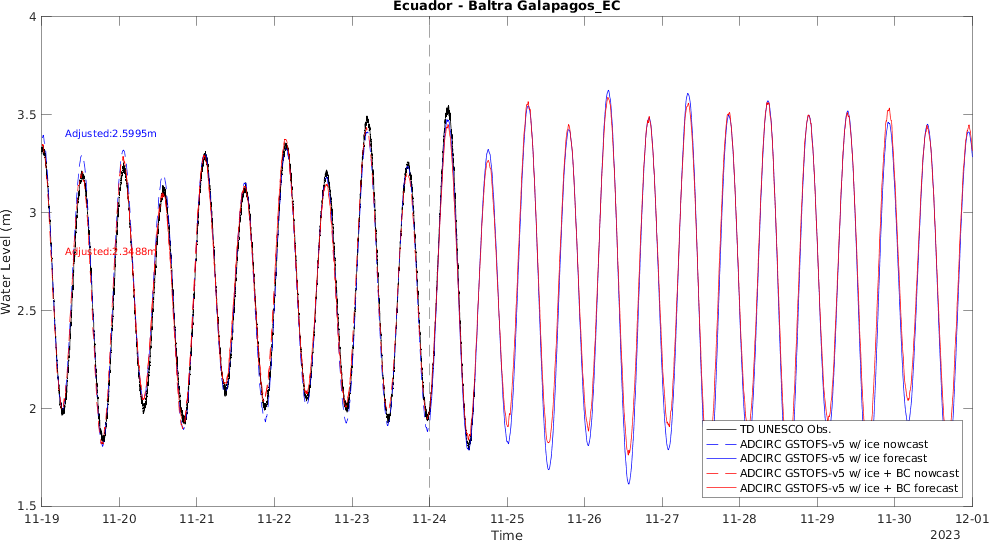 Ecuador - Baltra Galapagos_EC
4
3.5
3
2.5
2
1.5
Water Level (m)
Adjusted:2.5995m
Adjusted:2.3488m
TD UNESCO Obs.
ADCIRC GSTOFS-v5 w/ ice nowcast
ADCIRC GSTOFS-v5 w/ ice forecast
ADCIRC GSTOFS-v5 w/ ice + BC nowcast
ADCIRC GSTOFS-v5 w/ ice + BC forecast
11-19 11-20 11-21 11-22 11-23 11-24 11-25 11-26 11-27 11-28 11-29 11-30 12-01
Time
2023